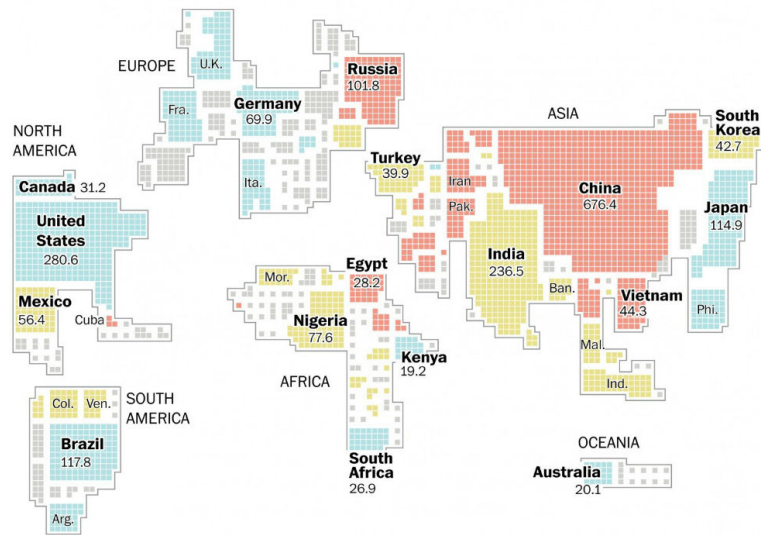 EUROPE
U.K.
Fra.
Germany
69.9
Ita.
Russia
101.8
NORTH
AMERICA
Canada 31.2
United
States
280.6
Mexico
56.4
Cuba
ASIA
South
Korea
42.7
Turkey
39.9
Iran
Pak.
China
676.4
Japan
114.9
India
236.5
Ban.
Vietnam
44.3
Phi.
Mal.
Ind.
Egypt
28.2
Mor.
Nigeria
77.6
Kenya
19.2
AFRICA
South
Africa
26.9
SOUTH
AMERICA
Col.
Ven.
Brazil
117.8
Arg.
OCEANIA
Australia
20.1